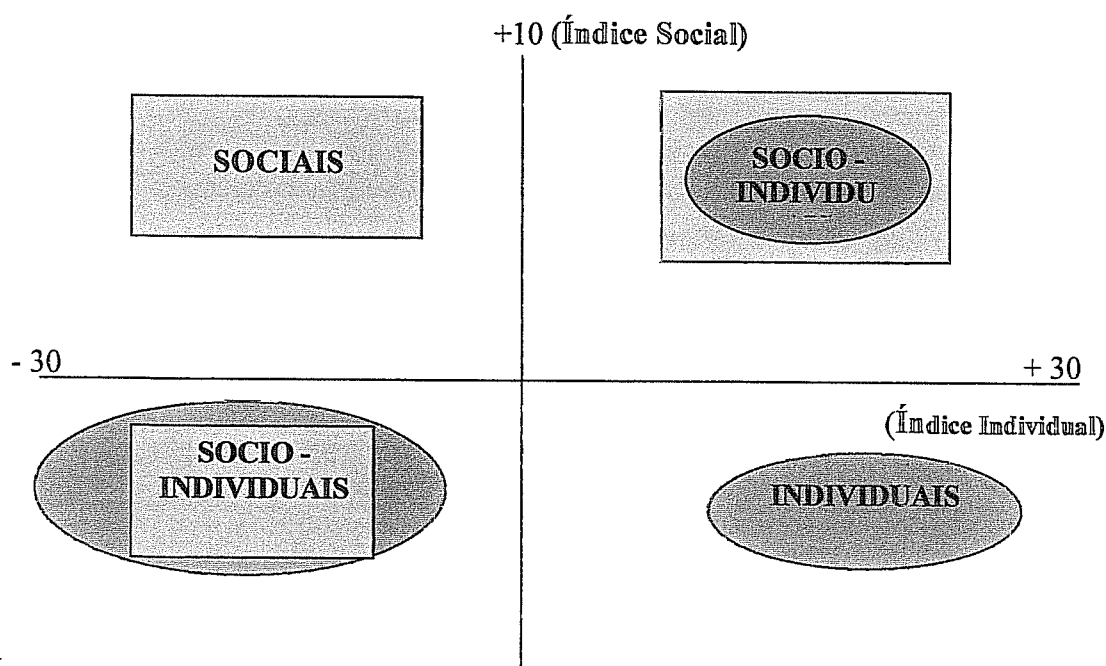 +10 (Índice Social)
SOCIAIS
SOCIO -
INDIVIDU
- 30
+ 30
(Índice Individual)
SOCIO -
INDIVIDUAIS
INDIVIDUAIS